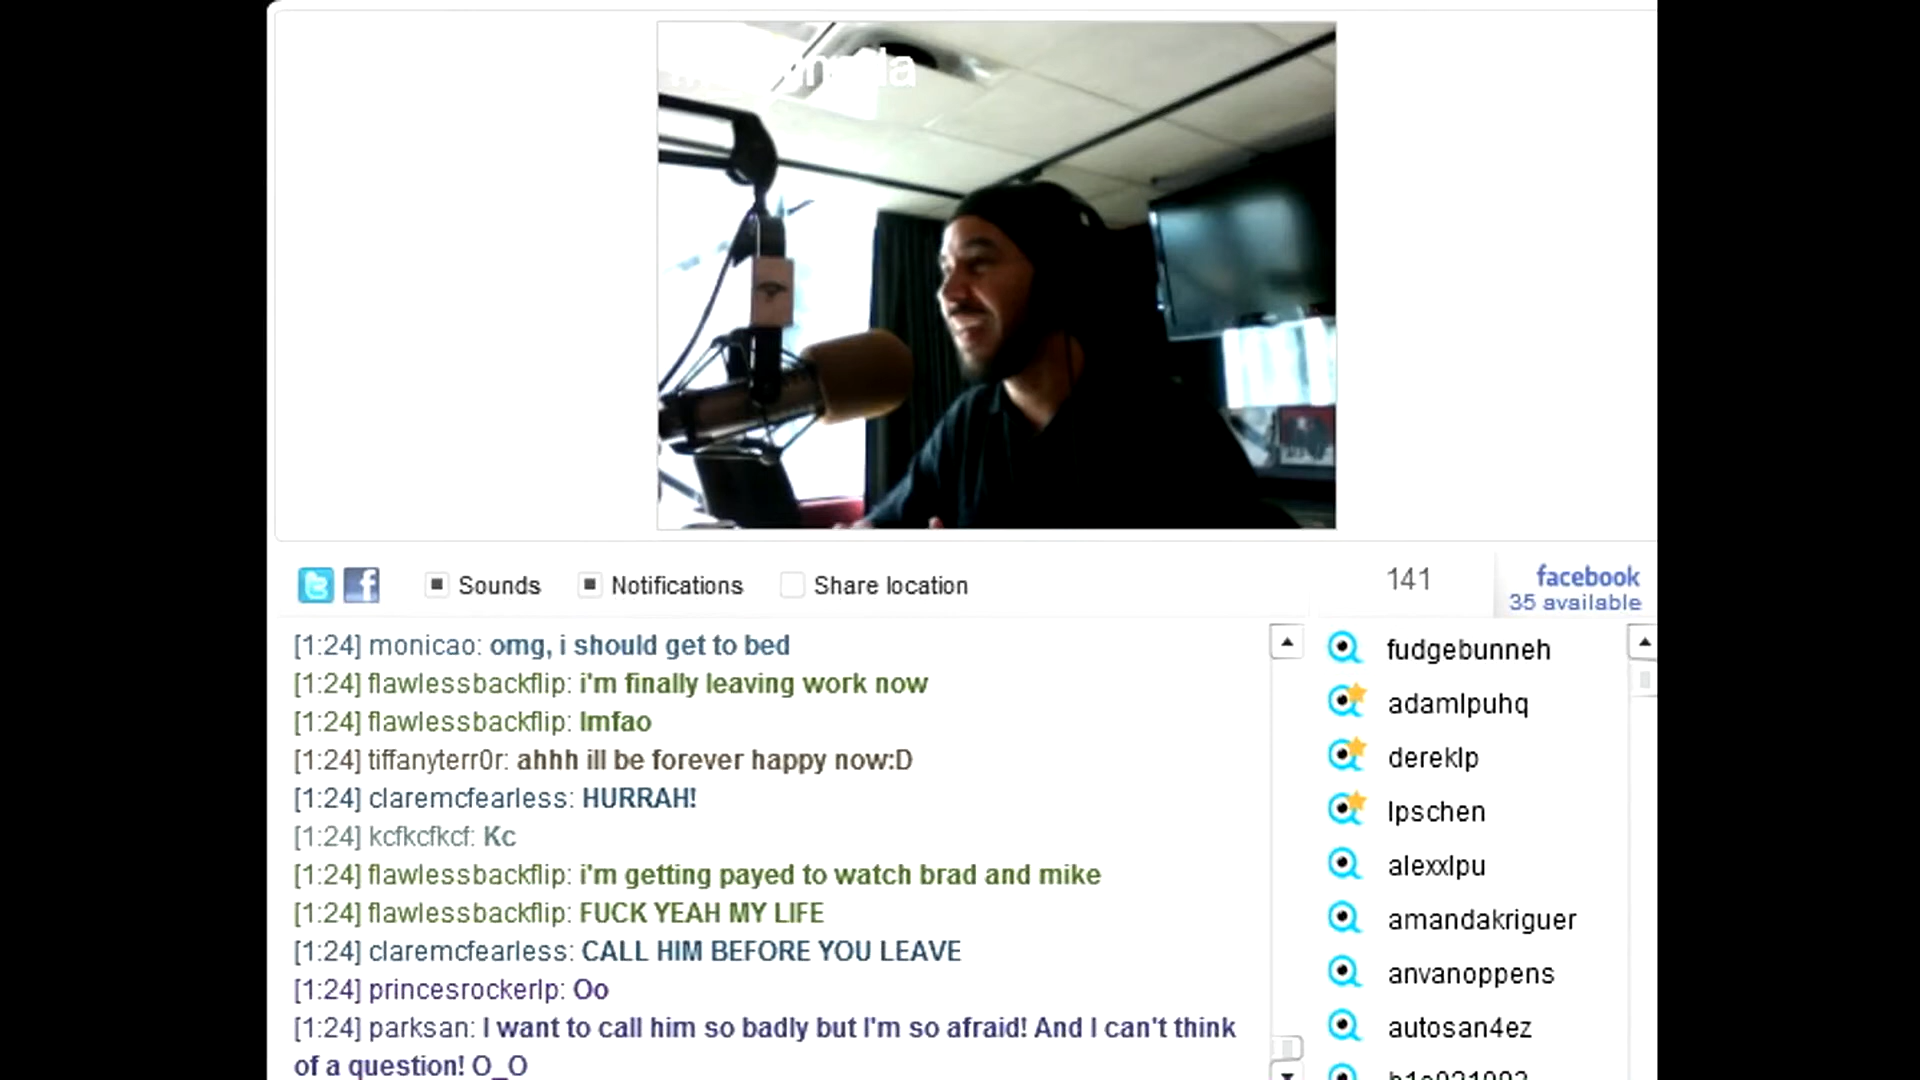 Sounds Notifications Share location 141 facebook
35 available
[1:24] monicao: omg, i should get to bed
[1:24] flawlessbackflip: i'm finally leaving work now
[1:24] flawlessbackflip: lmfao
[1:24] tiffanyterr0r: ahhh ill be forever happy now:D
[1:24] claremcfearless: HURRAH!
[1:24] kcfkcfkcf: Kc
[1:24] flawlessbackflip: i'm getting payed to watch brad and mike
[1:24] flawlessbackflip: FUCK YEAH MY LIFE
[1:24] claremcfearless: CALL HIM BEFORE YOU LEAVE
[1:24] princesrockerlp: Oo
[1:24] parksan: I want to call him so badly but I'm so afraid! And I can't think
of a question! O_O
fudgebunneh
adamlpuhq
dereklp
lpschen
alexxlpu
amandakriguer
anvanoppens
autosan4ez